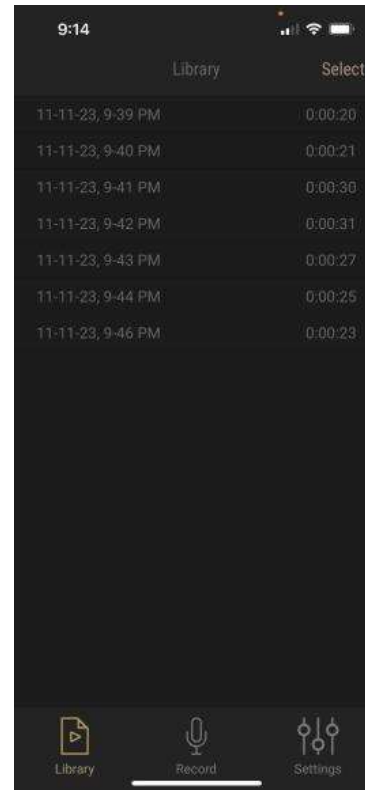 9:14
Library Select
11-11-23, 9-39 PM 0:00:20
11-11-23, 9-40 PM 0:00:21
11-11-23, 9-41 PM 0:00:30
11-11-23, 9-42 PM 0:00:31
11-11-23, 9-43 PM 0:00:27
11-11-23, 9-44 PM 0:00:25
11-11-23, 9-46 PM 0:00:23
Library Record Settings